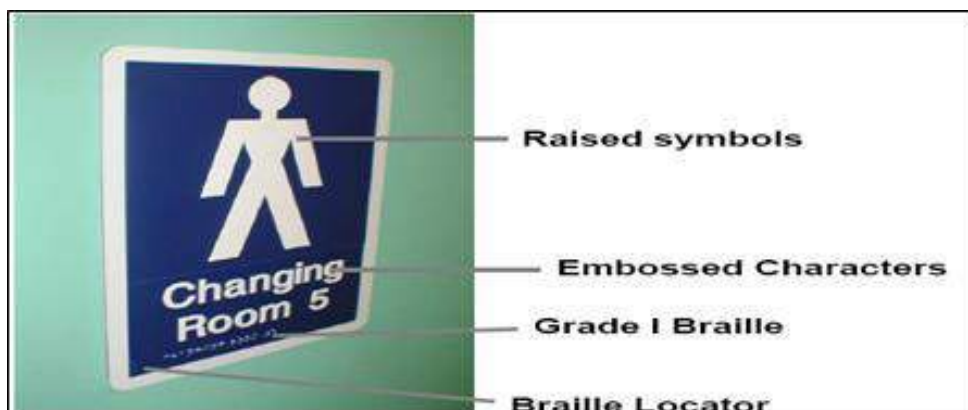 Raised symbols
Embossed Characters
Changing
Room 5
Grade I Braille
Braille Locator